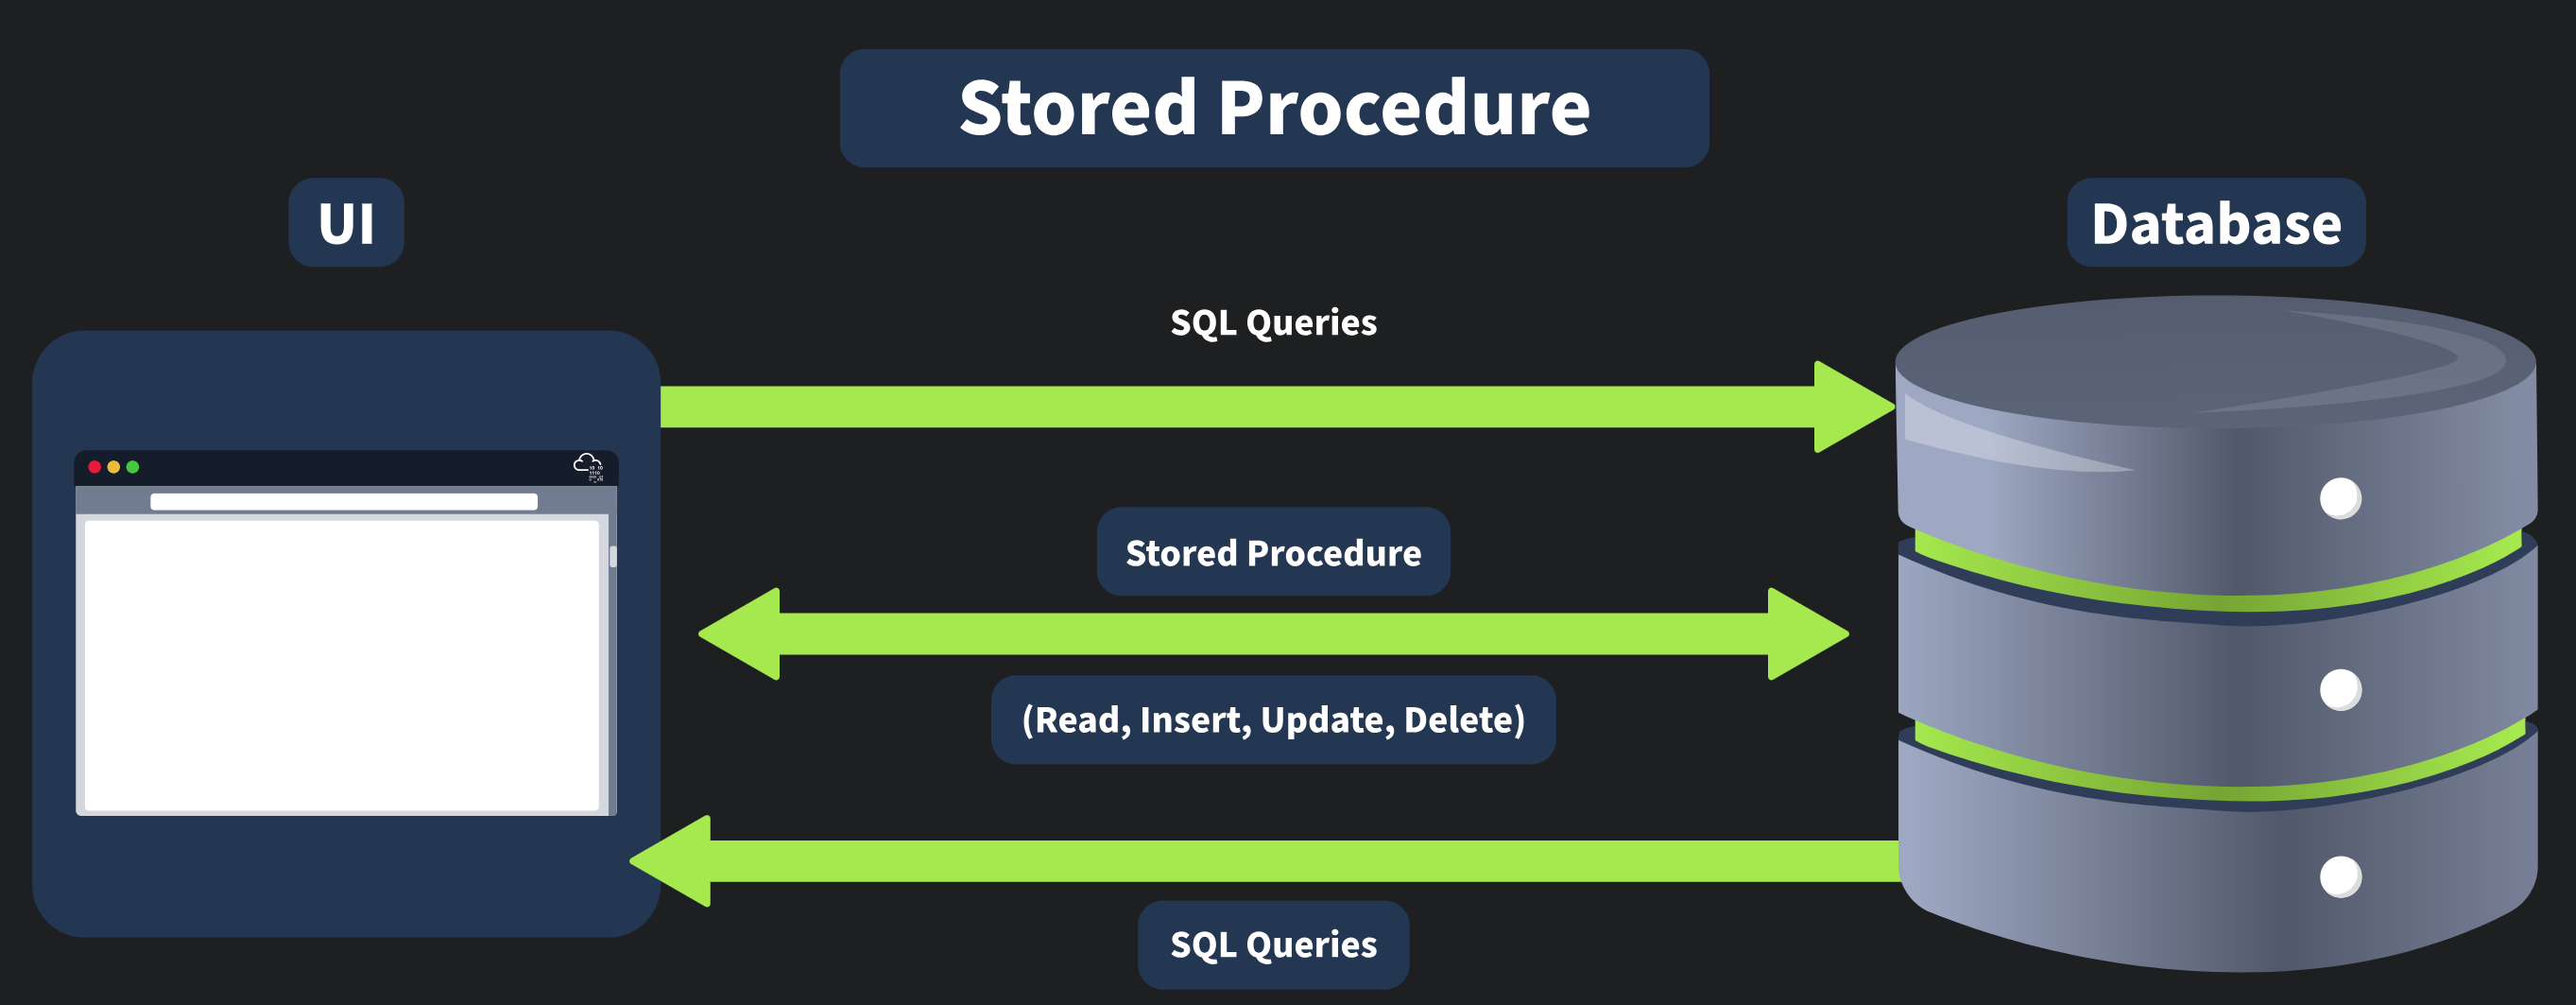 Stored Procedure
UI
Database
SQL Queries
Stored Procedure
(Read, Insert, Update, Delete)
SQL Queries